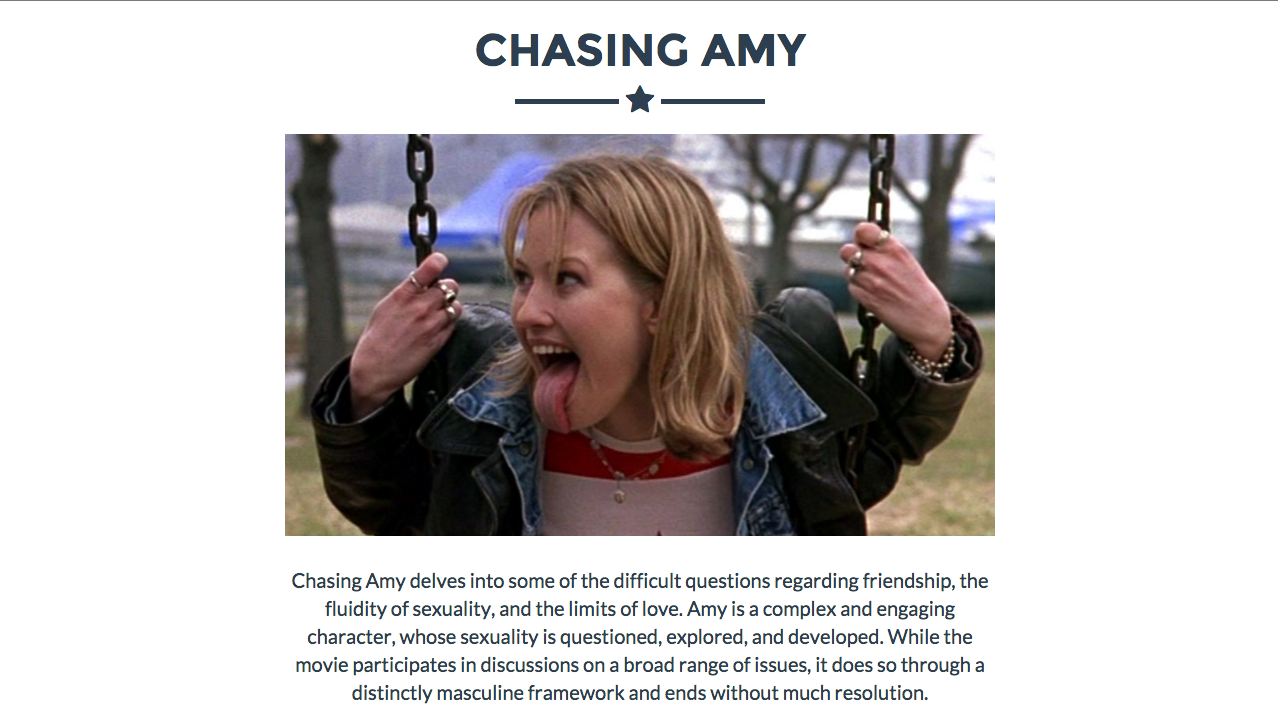 CHASING AMY
Chasing Amy delves into some of the difficult questions regarding friendship, the
fluidity of sexuality, and the limits of love. Amy is a complex and engaging
character, whose sexuality is questioned, explored, and developed. While the
movie participates in discussions on a broad range of issues, it does so through a
distinctly masculine framework and ends without much resolution.